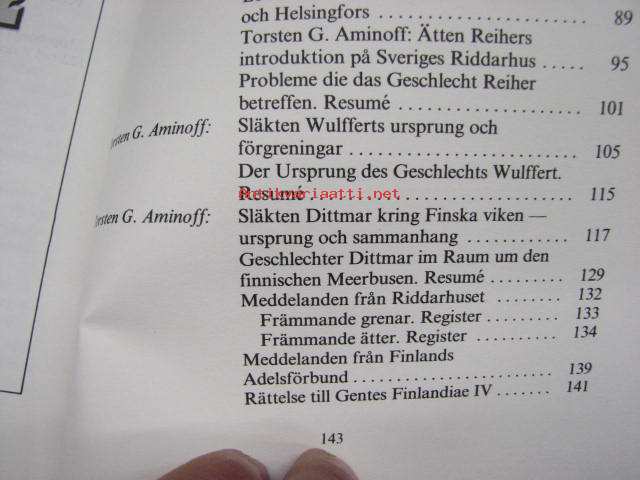 och Helsingfors . . . . . . . . . . . . . . . . . . . . 89
Torsten G. Aminoff: Ätten Reihers
introduktion på Sveriges Riddarhus . . . . . 95
Probleme die das Geschlecht Reiher
betreffen. Resumé . . . . . . . . . . . . . . . . . 101
Torsten G. Aminoff: Släkten Wulfferts ursprung och
förgreningar . . . . . . . . . . . . . . . . . . . . . 105
Der Ursprung des Geschlechts Wulffert.
Resumé . . . . . . . . . . . . . . . . . . . . . . . . 115
antikvariaatti.net
Torsten G. Aminoff: Släkten Dittmar kring Finska viken —
ursprung och sammanhang . . . . . . . . . . . 117
Geschlechter Dittmar im Raum um den
finnischen Meerbusen. Resumé . . . . . . . . 129
Meddelanden från Riddarhuset . . . . . . . . 132
Främmande grenar. Register . . . . . . . . . 133
Främmande ätter. Register . . . . . . . . . . 134
Meddelanden från Finlands
Adelsförbund . . . . . . . . . . . . . . . . . . . . . 139
Rättelse till Gentes Finlandiae IV . . . . . . . 141
143